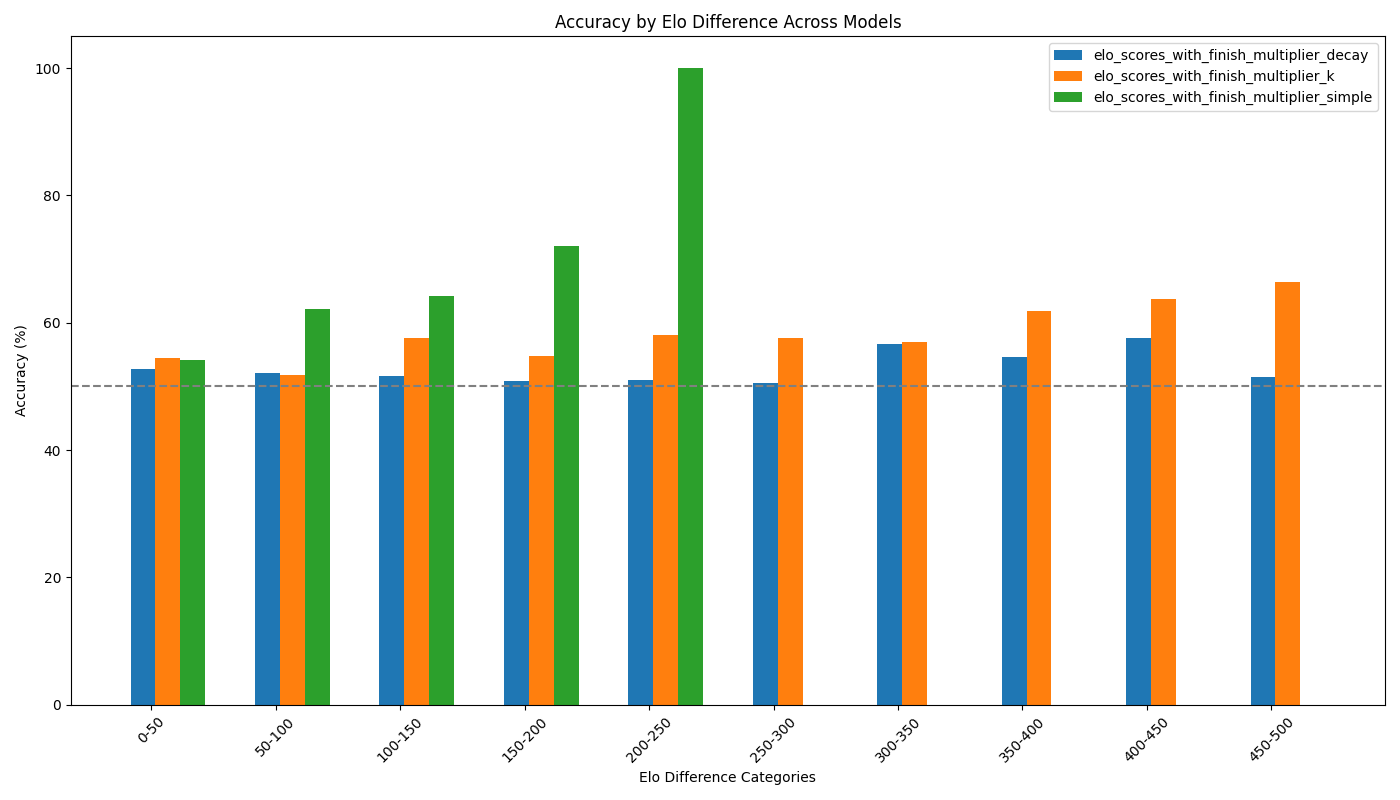 Accuracy by Elo Difference Across Models
elo_scores_with_finish_multiplier_decay
elo_scores_with_finish_multiplier_k
elo_scores_with_finish_multiplier_simple
Accuracy (%)
100
80
60
40
20
0
0-50
50-100
100-150
150-200
200-250
250-300
300-350
350-400
400-450
450-500
Elo Difference Categories